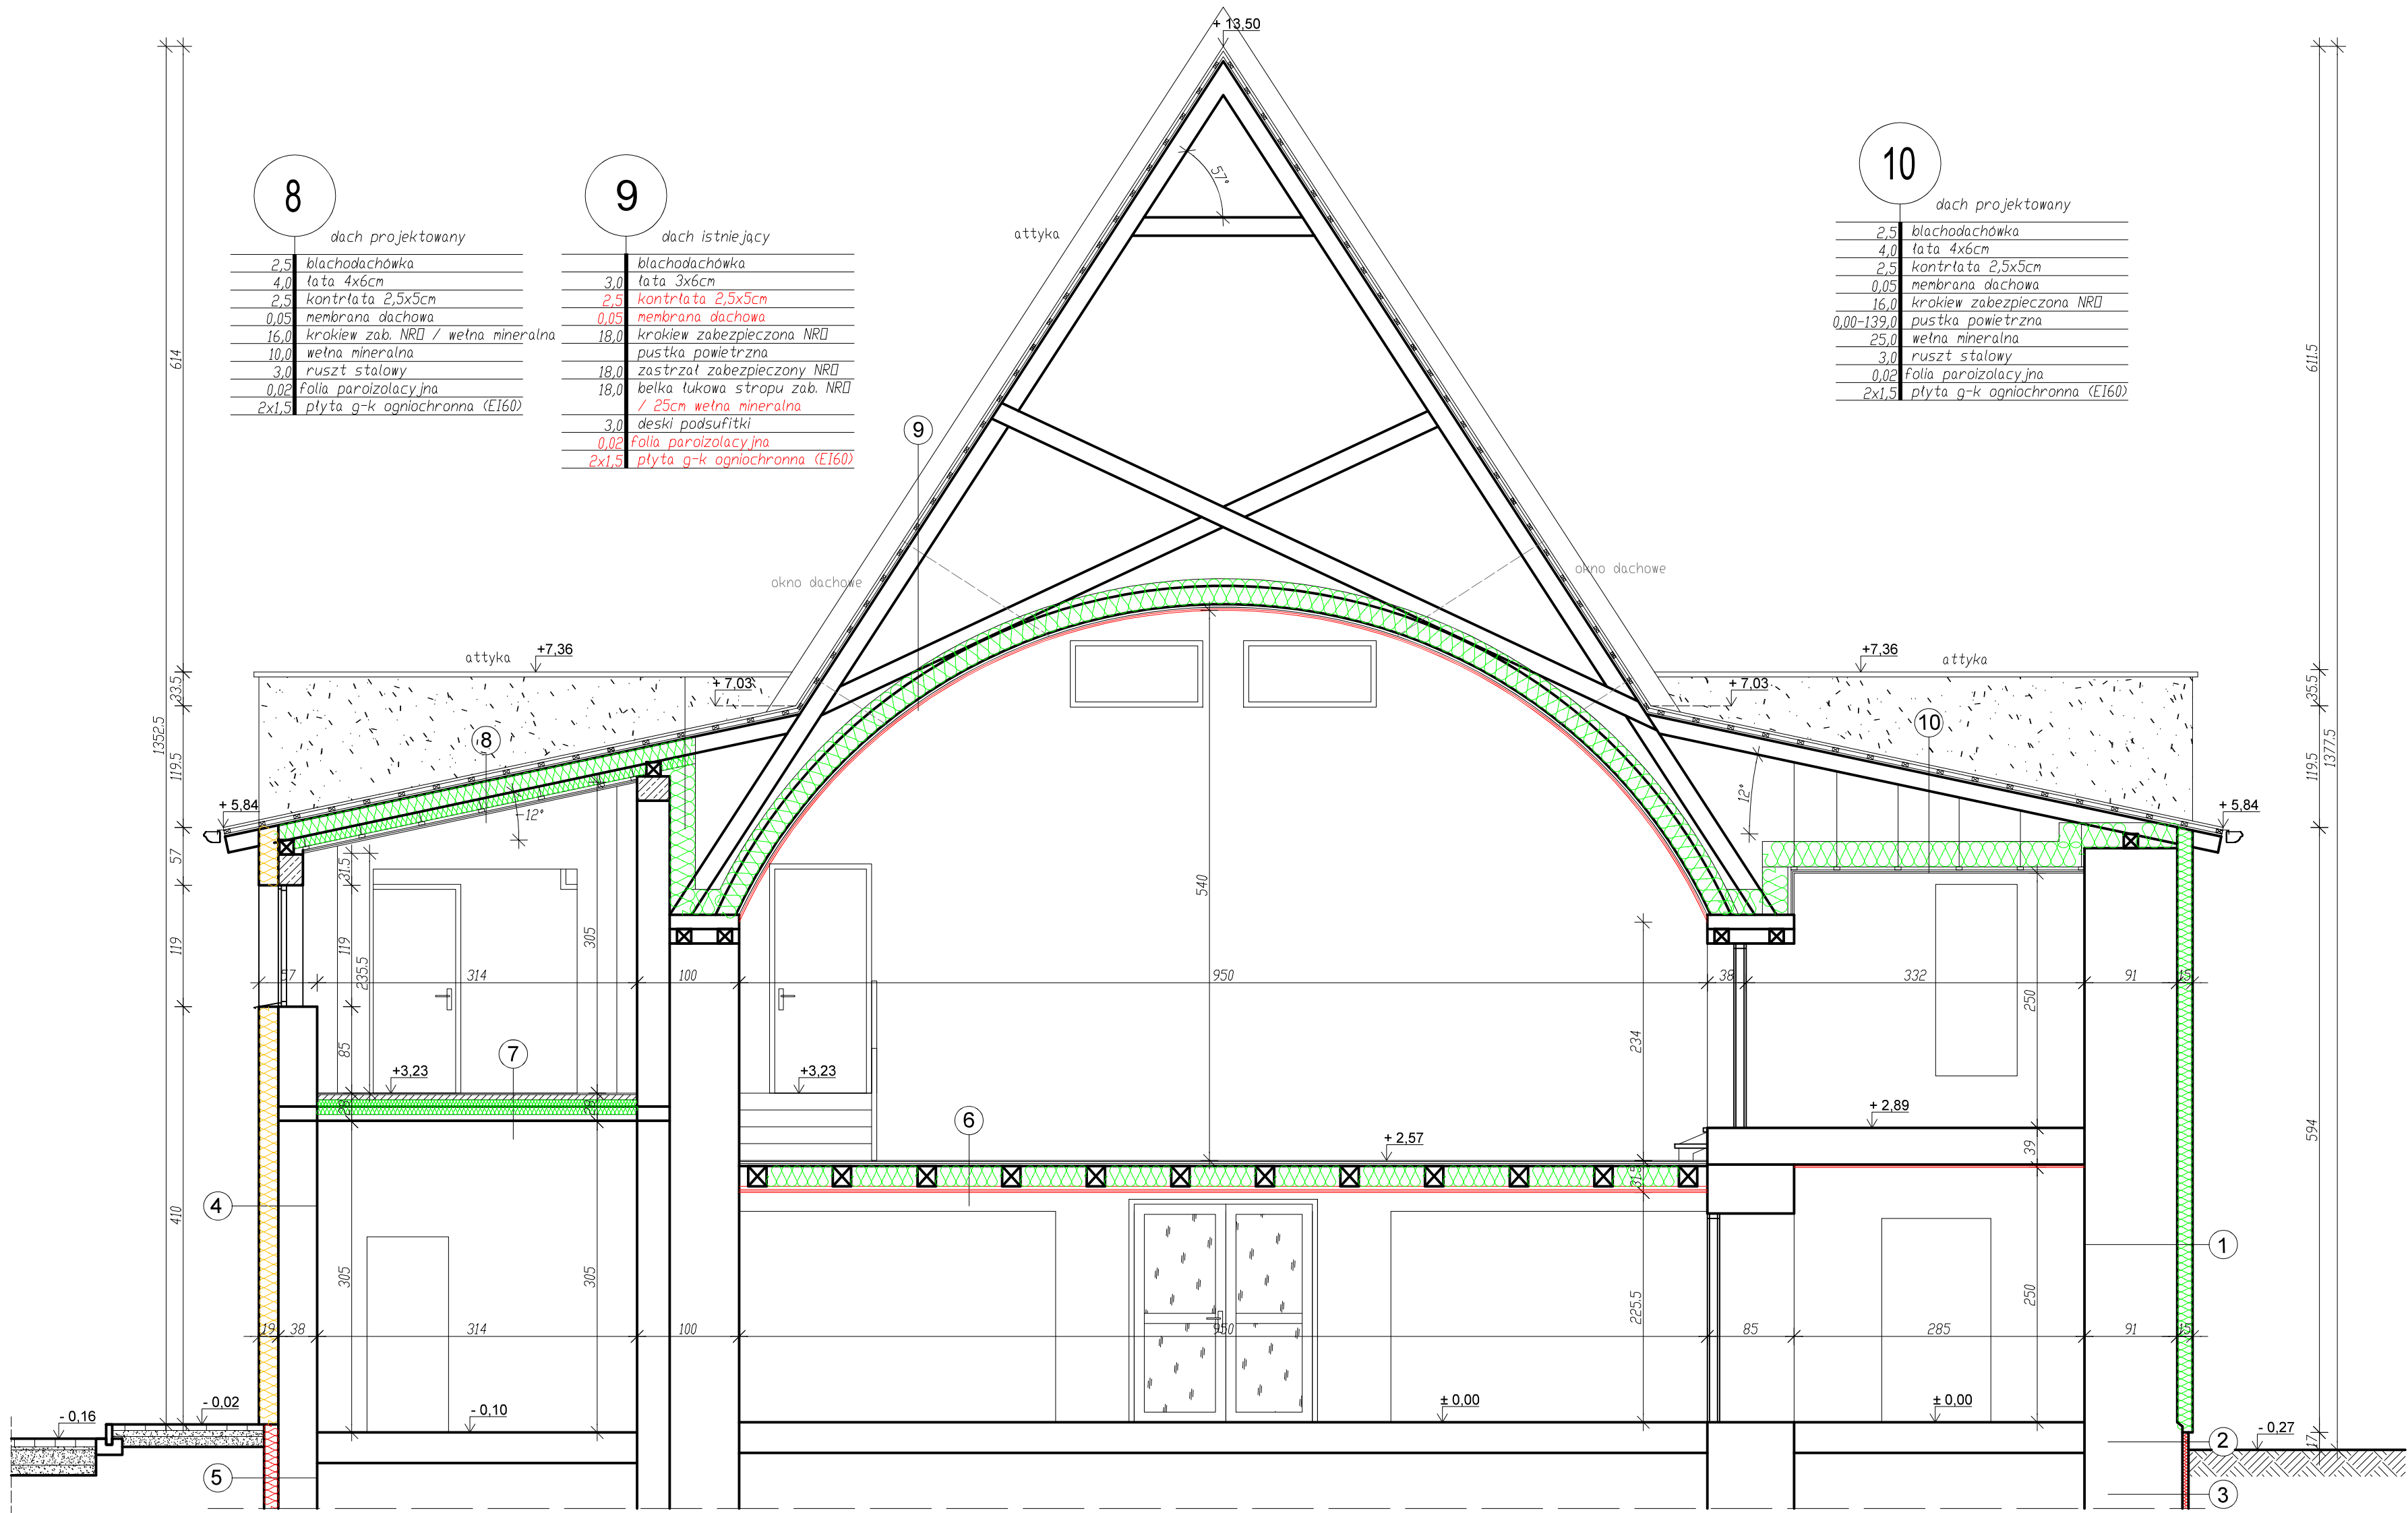 + 13,50
8
dach projektowany
2,5 blachodachówka
4,0 łata 4x6cm
2,5 kontrłata 2,5x5cm
0,05 membrana dachowa
16,0 krokiew zab. NRO / wełna mineralna
10,0 wełna mineralna
3,0 ruszt stalowy
0,02 folia paroizolacyjna
2x1,5 płyta g-k ogniochronna (EI60)
9
dach istniejący
blachodachówka
3,0 łata 3x6cm
2,5 kontrłata 2,5x5cm
0,05 membrana dachowa
18,0 krokiew zabezpieczona NRO
pustka powietrzna
18,0 zastrzał zabezpieczony NRO
18,0 belka łukowa stropu zab. NRO
/ 25cm wełna mineralna
3,0 deski podsufitki
0,02 folia paroizolacyjna
2x1,5 płyta g-k ogniochronna (EI60)
10
dach projektowany
2,5 blachodachówka
4,0 łata 4x6cm
2,5 kontrłata 2,5x5cm
0,05 membrana dachowa
16,0 krokiew zabezpieczona NRO
0,00-139,0 pustka powietrzna
25,0 wełna mineralna
3,0 ruszt stalowy
0,02 folia paroizolacyjna
2x1,5 płyta g-k ogniochronna (EI60)
57°
attyka
614
611.5
9
okno dachowe
okno dachowe
attyka
+7,36
+7,36
attyka
+ 7,03
+ 7,03
33.5
35.5
1352.5
119.5
119.5
1377.5
8
10
12°
12°
+ 5,84
+ 5,84
57
31.5
540
119
119
235.5
305
57
314
100
950
38
332
91
15
250
234
85
594
7
+3,23
+3,23
28
28
6
+ 2,57
+ 2,89
39
31.5
4
410
1
305
305
225.5
250
19
38
314
100
950
85
285
91
15
- 0,16
- 0,02
- 0,10
± 0,00
± 0,00
- 0,27
17
2
5
3